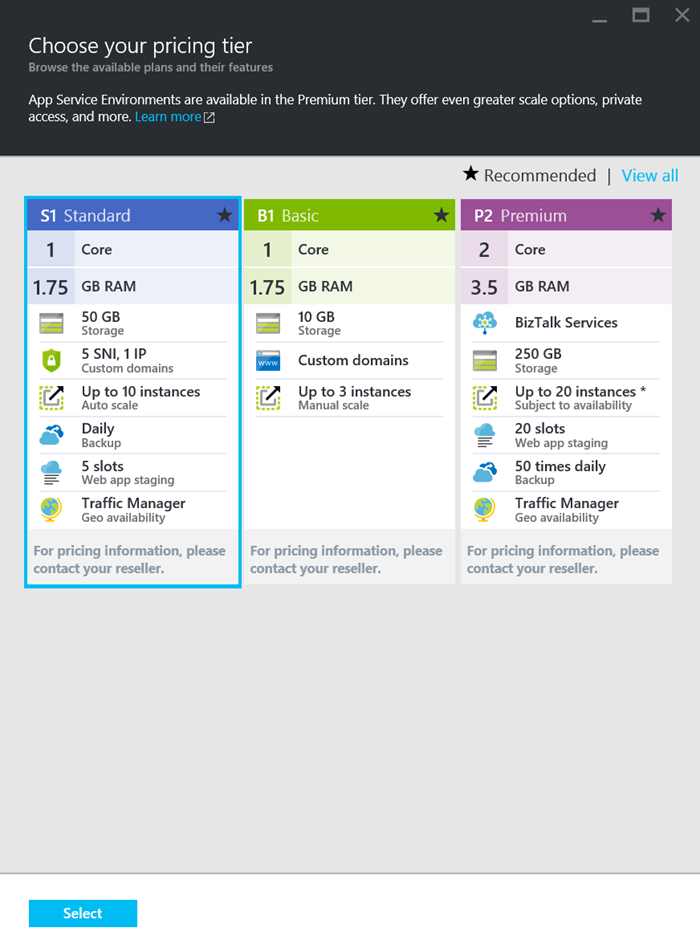 Choose your pricing tier
Browse the available plans and their features
App Service Environments are available in the Premium tier. They offer even greater scale options, private
access, and more. Learn more
★ Recommended | View all
S1 Standard
1 Core
1.75 GB RAM
50 GB
Storage
5 SNI, 1 IP
Custom domains
Up to 10 instances
Auto scale
Daily
Backup
5 slots
Web app staging
Traffic Manager
Geo availability
For pricing information, please
contact your reseller.
B1 Basic
1 Core
1.75 GB RAM
10 GB
Storage
www
Custom domains
Up to 3 instances
Manual scale
For pricing information, please
contact your reseller.
P2 Premium
2 Core
3.5 GB RAM
BizTalk Services
250 GB
Storage
Up to 20 instances *
Subject to availability
20 slots
Web app staging
50 times daily
Backup
Traffic Manager
Geo availability
For pricing information, please
contact your reseller.
Select